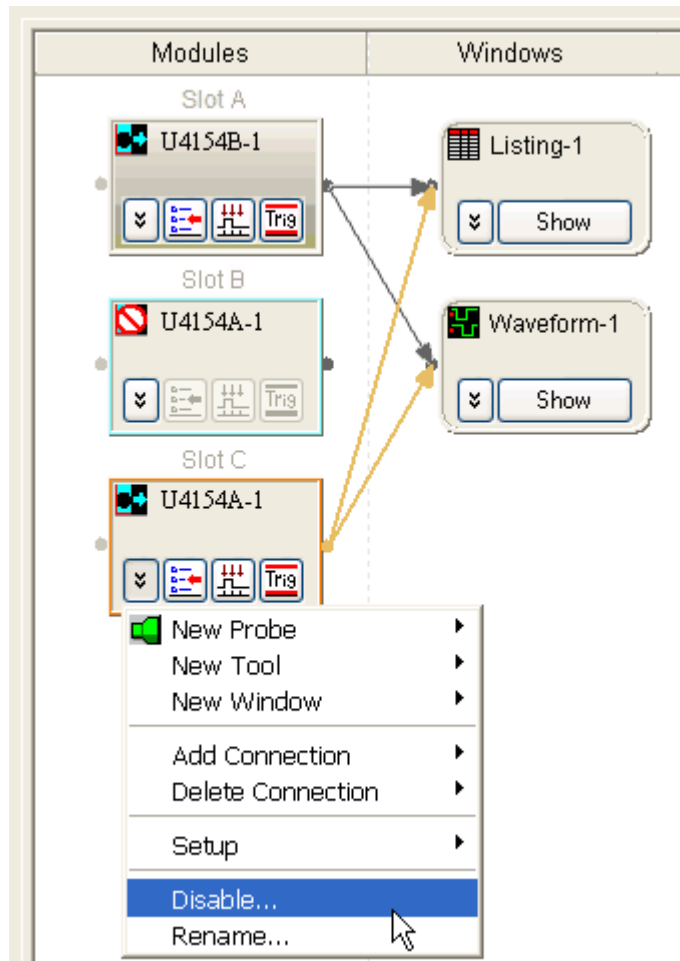 Modules Windows
Slot A
U4154B-1
Trig
Listing-1
Show
Slot B
U4154A-1
Trig
Waveform-1
Show
Slot C
U4154A-1
Trig
New Probe
New Tool
New Window
Add Connection
Delete Connection
Setup
Disable...
Rename...